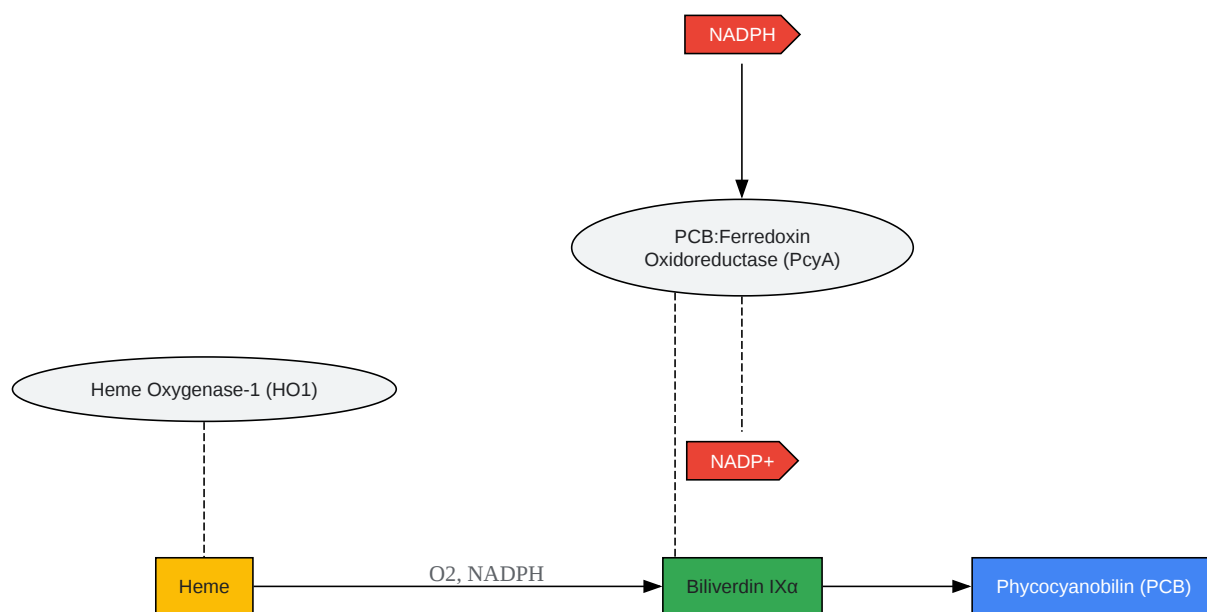 NADPH
PCB:Ferredoxin
Oxidoreductase (PcyA)
Heme Oxygenase-1 (HO1)
NADP+
Heme
O2, NADPH
Biliverdin IXα
Phycocyanobilin (PCB)